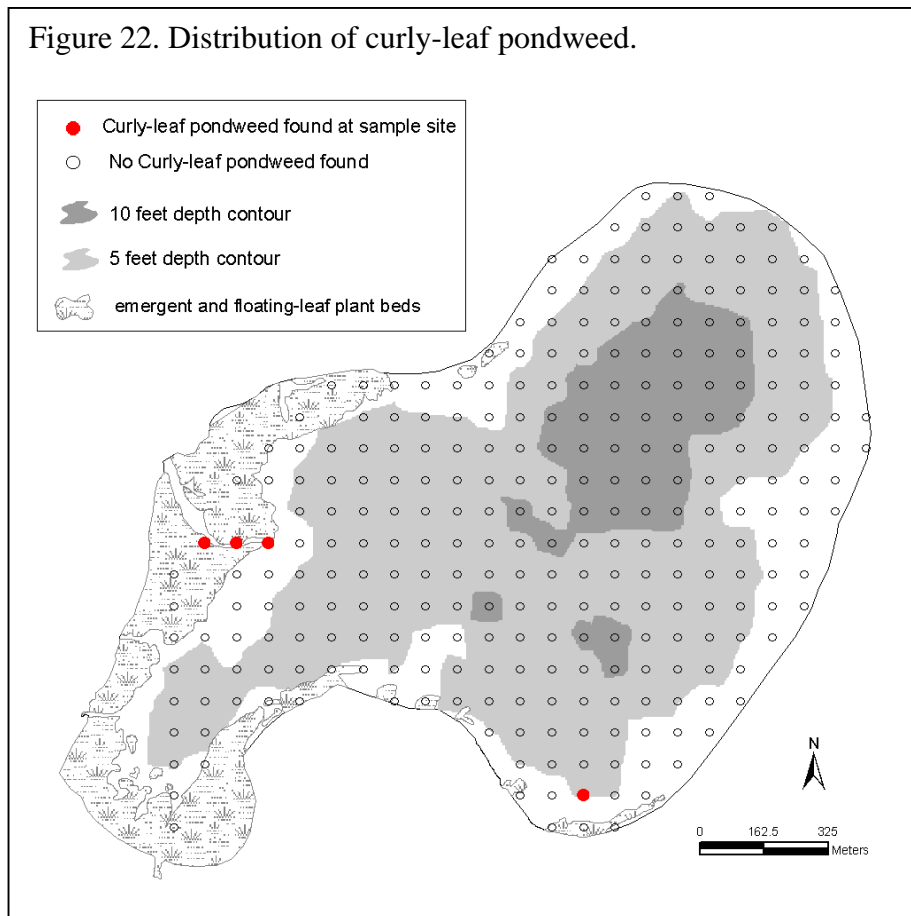 Figure 22. Distribution of curly-leaf pondweed.
Curly-leaf pondweed found at sample site
No Curly-leaf pondweed found
10 feet depth contour
5 feet depth contour
emergent and floating-leaf plant beds
N
0 162.5 325
Meters